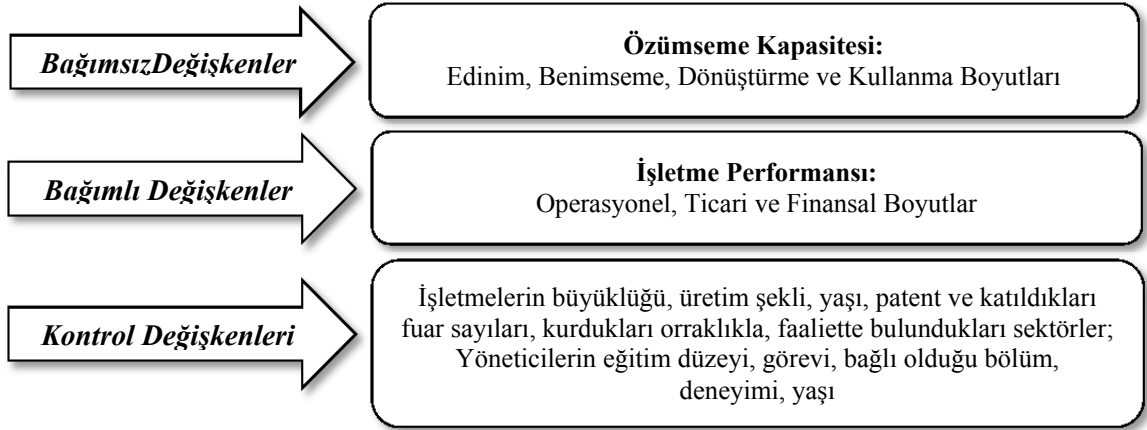 BağımsızDeğişkenler
Özümseme Kapasitesi:
Edinim, Benimseme, Dönüştürme ve Kullanma Boyutları
Bağımlı Değişkenler
İşletme Performansı:
Operasyonel, Ticari ve Finansal Boyutlar
Kontrol Değişkenleri
İşletmelerin büyüklüğü, üretim şekli, yaşı, patent ve katıldıkları
fuar sayıları, kurdukları orraklıkla, faaliette bulundukları sektörler;
Yöneticilerin eğitim düzeyi, görevi, bağlı olduğu bölüm,
deneyimi, yaşı